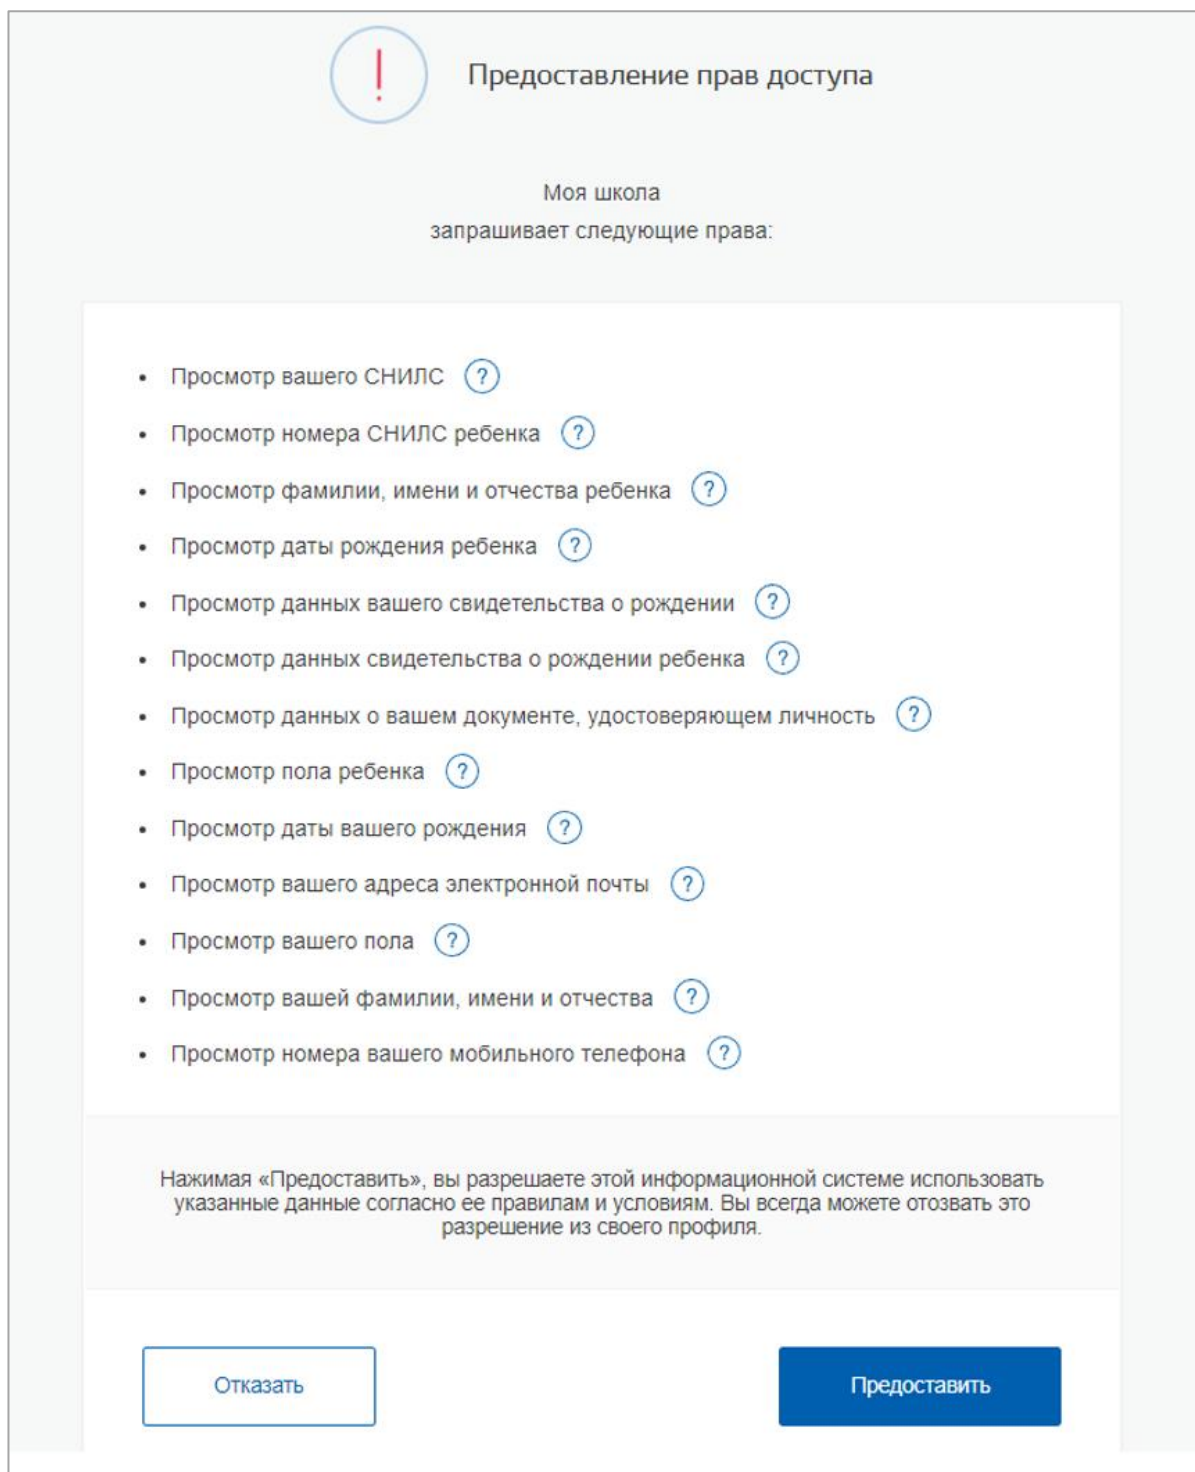 Предоставление прав доступа
Моя школа
запрашивает следующие права:
• Просмотр вашего СНИЛС ?
• Просмотр номера СНИЛС ребенка ?
• Просмотр фамилии, имени и отчества ребенка ?
• Просмотр даты рождения ребенка ?
• Просмотр данных вашего свидетельства о рождении ?
• Просмотр данных свидетельства о рождении ребенка ?
• Просмотр данных о вашем документе, удостоверяющем личность ?
• Просмотр пола ребенка ?
• Просмотр даты вашего рождения ?
• Просмотр вашего адреса электронной почты ?
• Просмотр вашего пола ?
• Просмотр вашей фамилии, имени и отчества ?
• Просмотр номера вашего мобильного телефона ?
Нажимая «Предоставить», вы разрешаете этой информационной системе использовать
указанные данные согласно ее правилам и условиям. Вы всегда можете отозвать это
разрешение из своего профиля.
Отказать
Предоставить